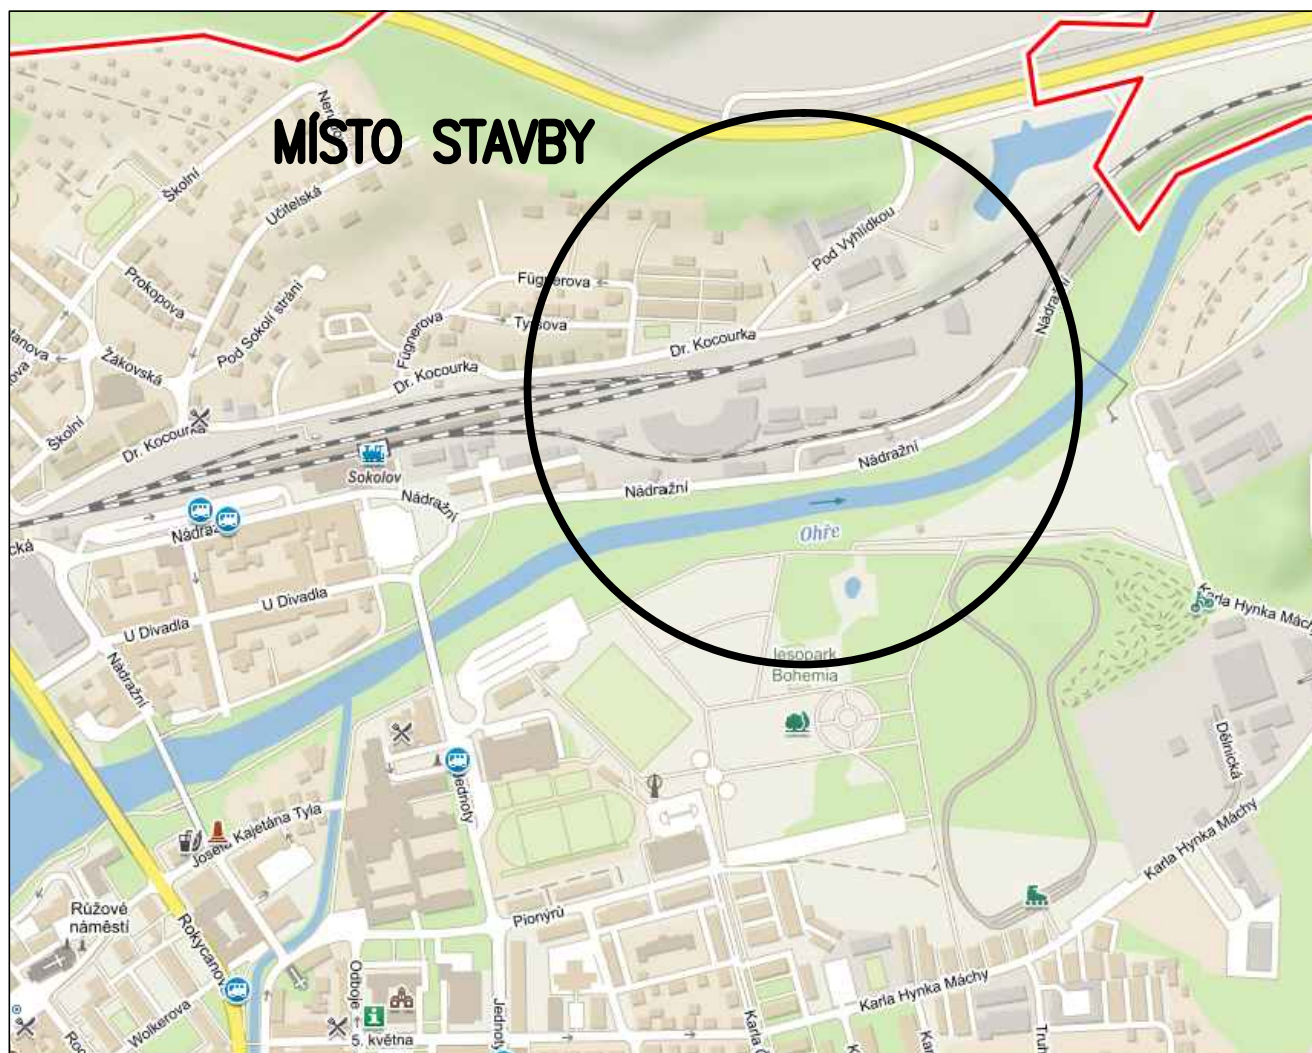 MÍSTO STAVBY
Školní
Učitelská
Pod Vyhlídkou
Fügnerova
Prokopova
Pod Sokolí strání
Tyršova
Fügnerova
Nádražní
Dr. Kocourka
Žákovská
Dr. Kocourka
Školní
Dr. Kocourka
Sokolov
Nádražní
Nádražní
Nádražní
Nádražní
Ohře
U Divadla
U Divadla
Karla Hynka Máchy
lesopark
Bohemia
Nádražní
Dělnická
Jednoty
Josefa Kajetána Tyla
Karla Hynka Máchy
Růžové
náměstí
Pionýrů
Rokycanova
Karla Hynka Máchy
Odboje
Jednoty
Wolkerova
5. května